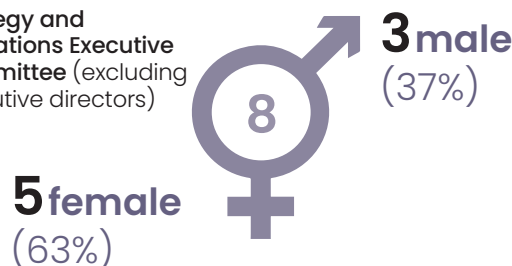 egy and
ations Executive
mittee (excluding
utive directors)
8
3 male
(37%)
5 female
(63%)